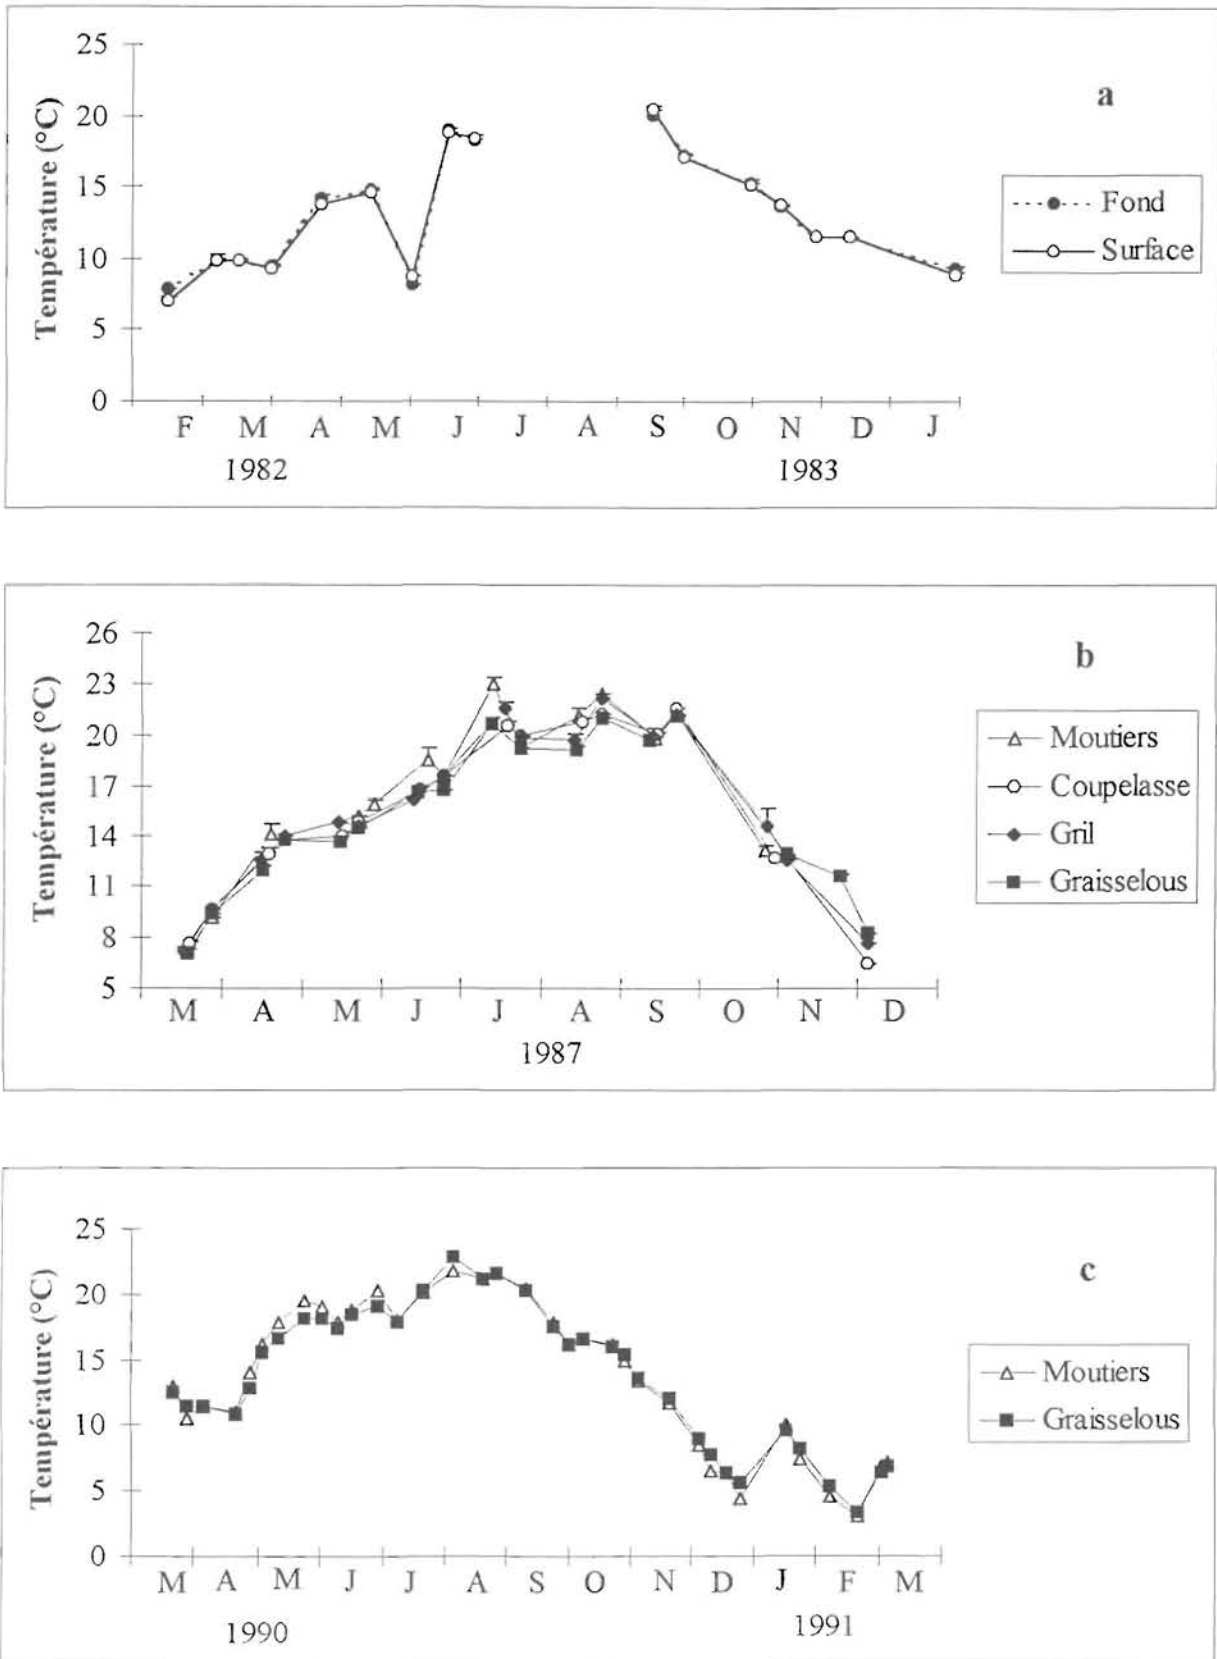 25
a
20
Température (°C)
15
10
5
0
Fond
Surface
F M A M J J A S O N D J
1982 1983
26
b
23
Température (°C)
20
17
14
11
8
5
Moutiers
Coupelasse
Gril
Graisselous
M A M J J A S O N D
1987
25
c
20
Température (°C)
15
10
5
0
Moutiers
Graisselous
M A M J J A S O N D J F M
1990 1991